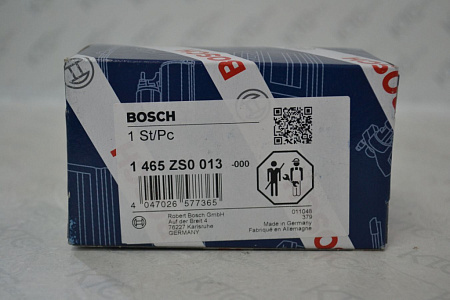 BOSCH
BOSCH
BOSCH
1 St/Pc
1 465 ZS0 013 -000
4 047026 577365
Robert Bosch GmbH
Auf der Breit 4
76227 Karlsruhe
GERMANY
011049
379
Made in Germany
Fabriqué en Allemagne